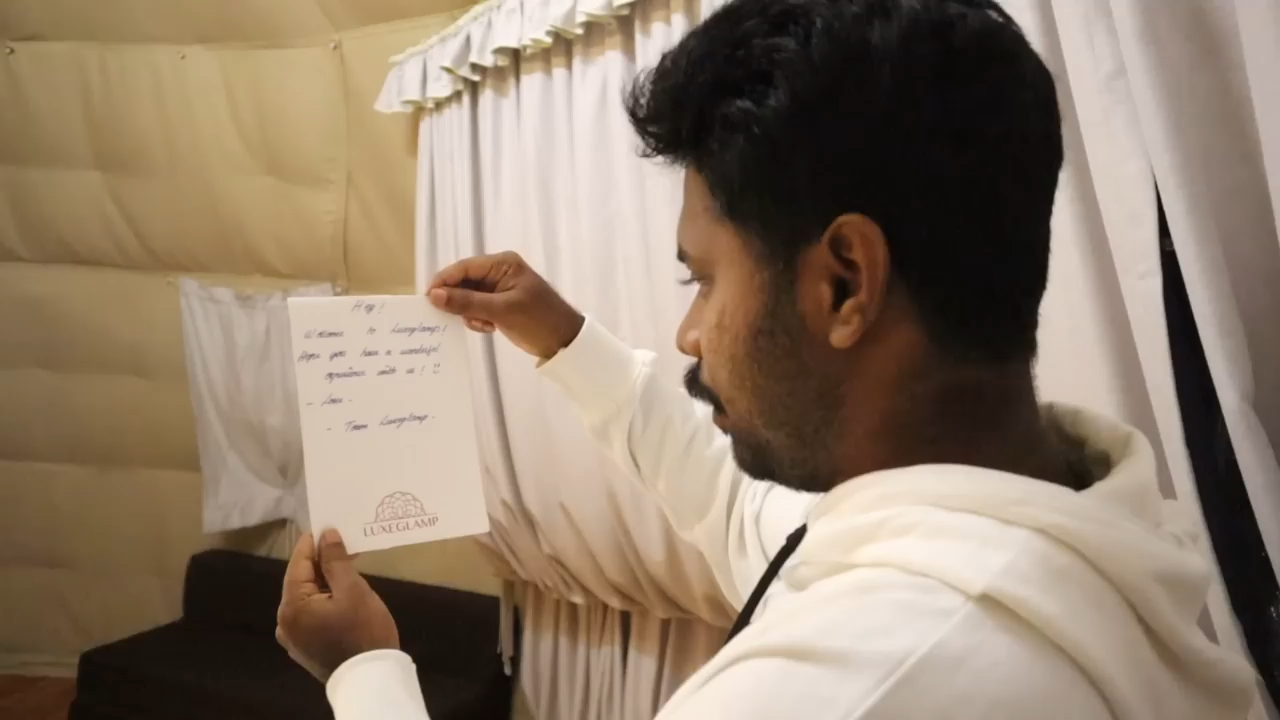 Hey!
Welcome to Luxeglamp!
Hope you have a wonderful
experience with us! :)
- Love -
- Team Luxeglamp -
LUXEGLAMP